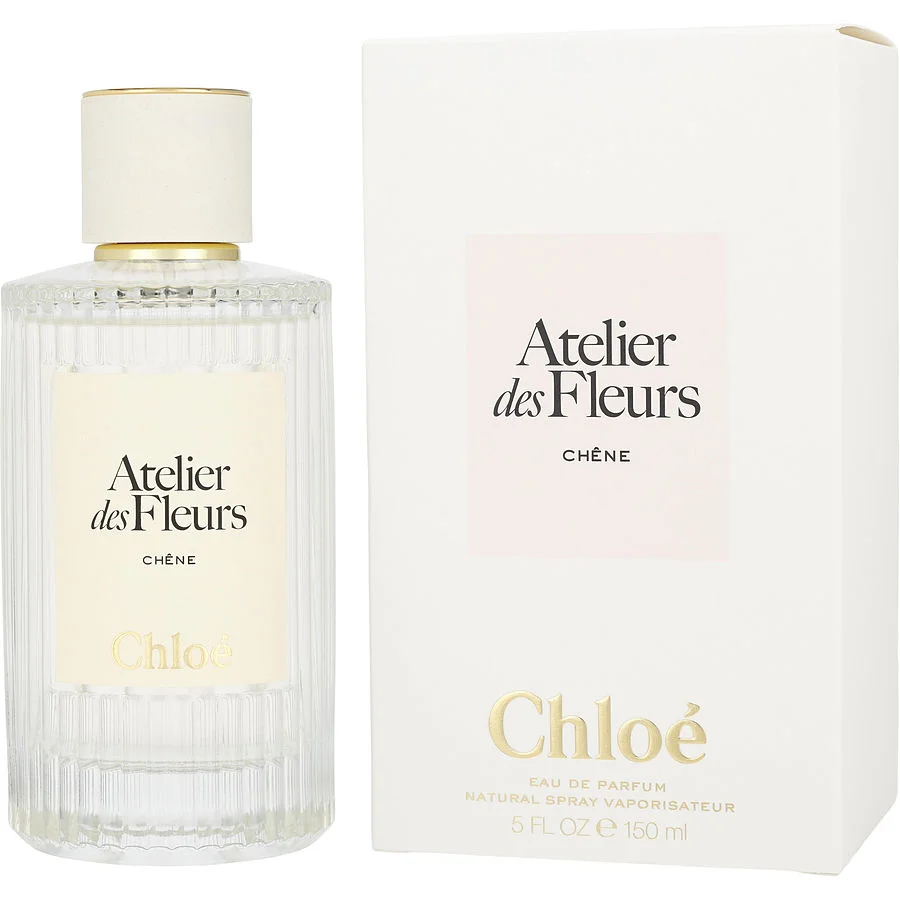 Atelier
des Fleurs
CHÊNE
Chloé
Atelier
des Fleurs
CHÊNE
Chloé
EAU DE PARFUM
NATURAL SPRAY VAPORISATEUR
5 FL OZ ℮ 150 ml